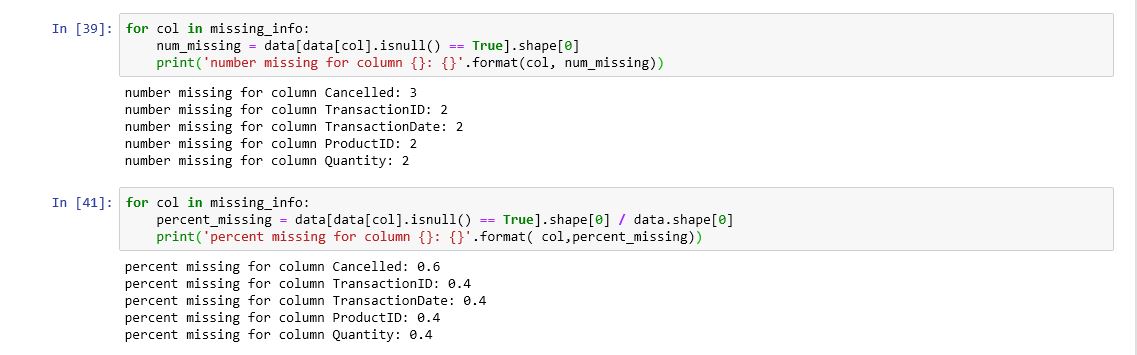 In [39]: for col in missing_info:
    num_missing = data[data[col].isnull() == True].shape[0]
    print('number missing for column {}: {}'.format(col, num_missing))
number missing for column Cancelled: 3
number missing for column TransactionID: 2
number missing for column TransactionDate: 2
number missing for column ProductID: 2
number missing for column Quantity: 2
In [41]: for col in missing_info:
    percent_missing = data[data[col].isnull() == True].shape[0] / data.shape[0]
    print('percent missing for column {}: {}'.format( col,percent_missing))
percent missing for column Cancelled: 0.6
percent missing for column TransactionID: 0.4
percent missing for column TransactionDate: 0.4
percent missing for column ProductID: 0.4
percent missing for column Quantity: 0.4